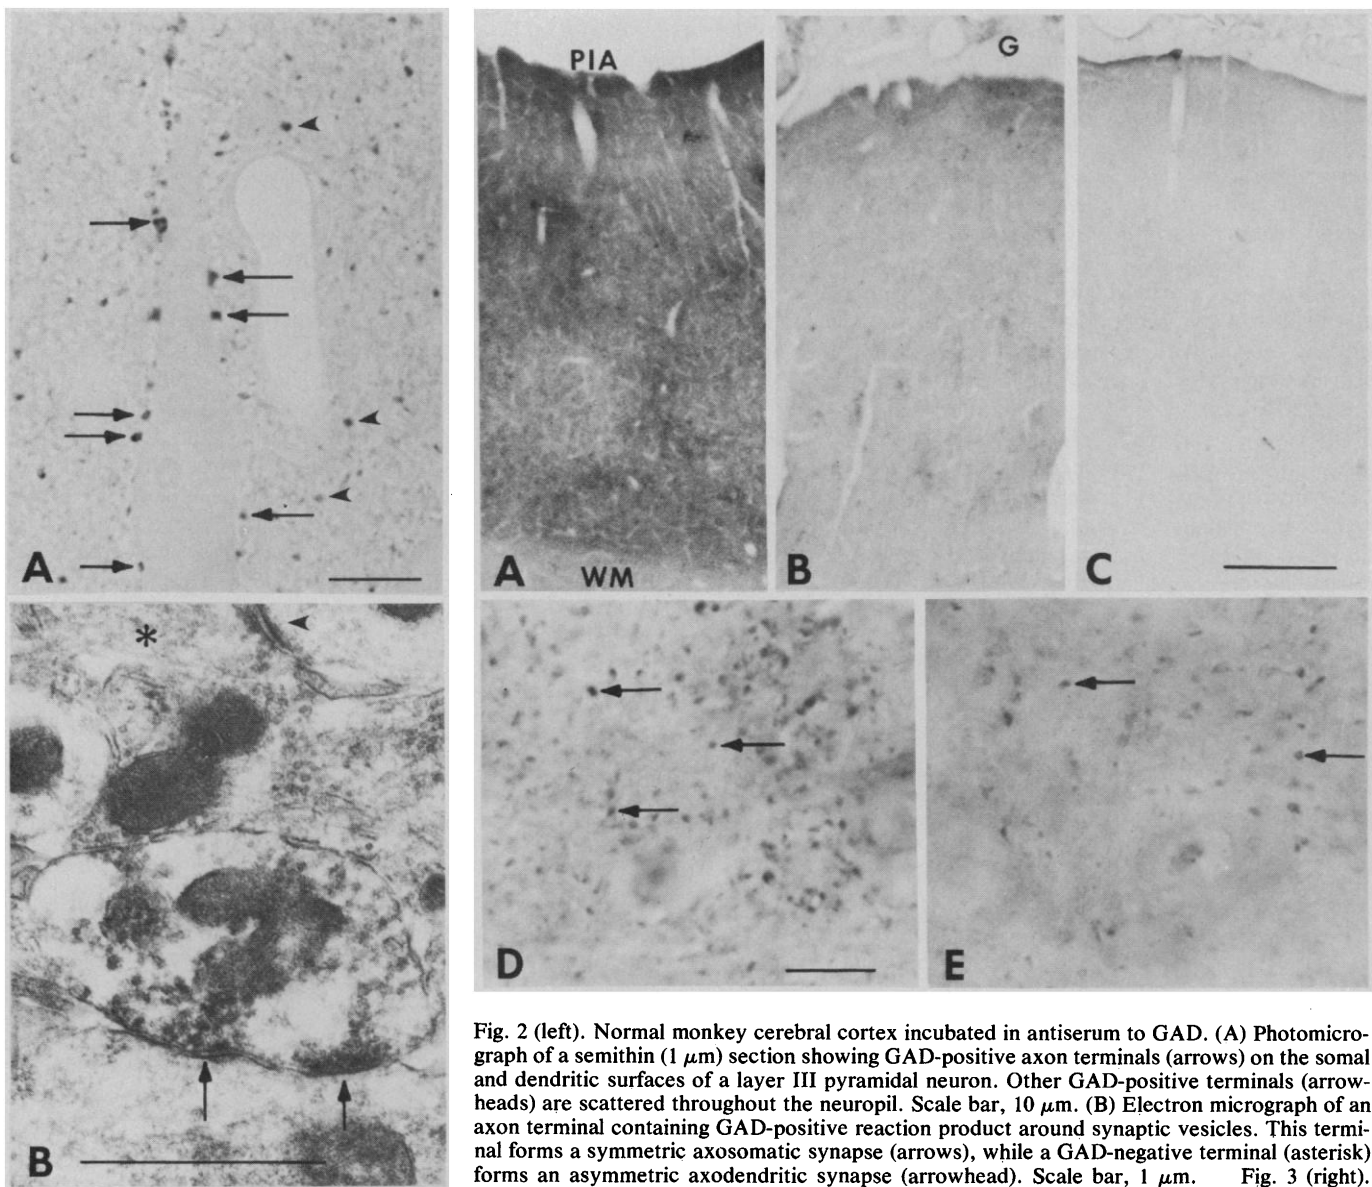 A
B
*
PIA
A
WM
G
B
C
D
E
Fig. 2 (left). Normal monkey cerebral cortex incubated in antiserum to GAD. (A) Photomicro-
graph of a semithin (1 μm) section showing GAD-positive axon terminals (arrows) on the somal
and dendritic surfaces of a layer III pyramidal neuron. Other GAD-positive terminals (arrow-
heads) are scattered throughout the neuropil. Scale bar, 10 μm. (B) Electron micrograph of an
axon terminal containing GAD-positive reaction product around synaptic vesicles. This termi-
nal forms a symmetric axosomatic synapse (arrows), while a GAD-negative terminal (asterisk)
forms an asymmetric axodendritic synapse (arrowhead). Scale bar, 1 μm. Fig. 3 (right).